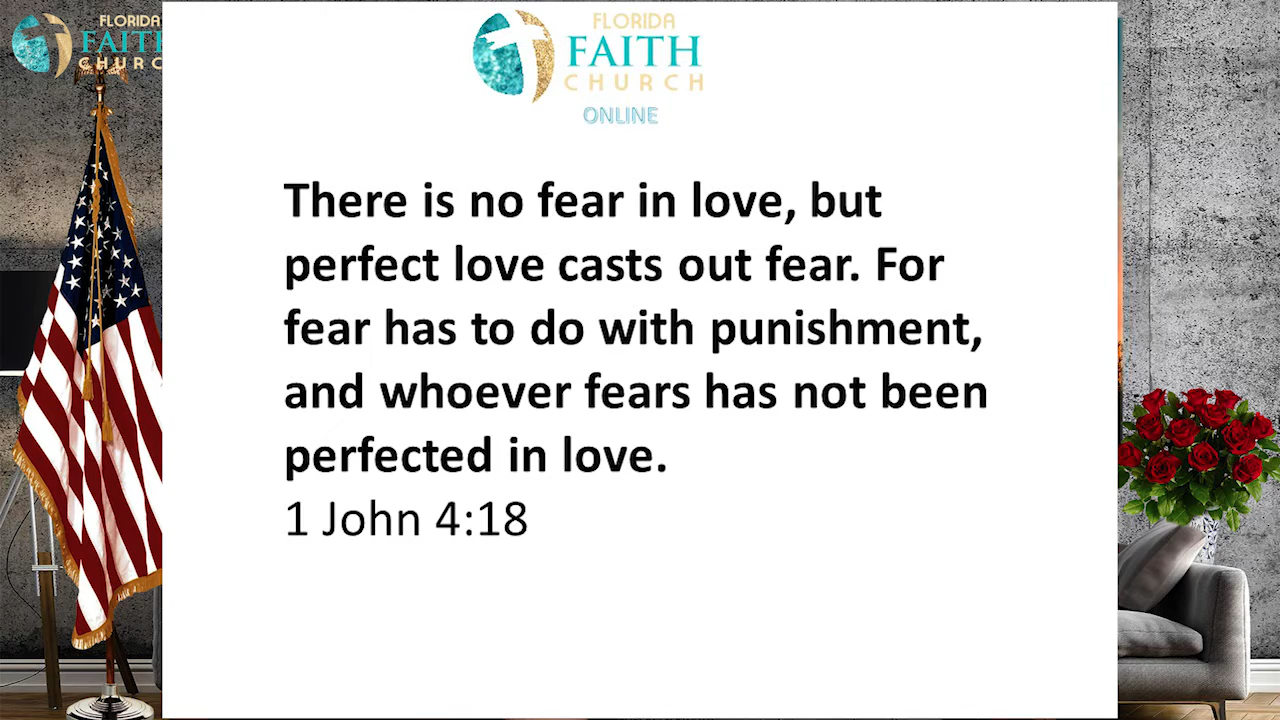 FLORIDA
FAITH
CHURC
FLORIDA
FAITH
CHURCH
ONLINE
There is no fear in love, but
perfect love casts out fear. For
fear has to do with punishment,
and whoever fears has not been
perfected in love.
1 John 4:18